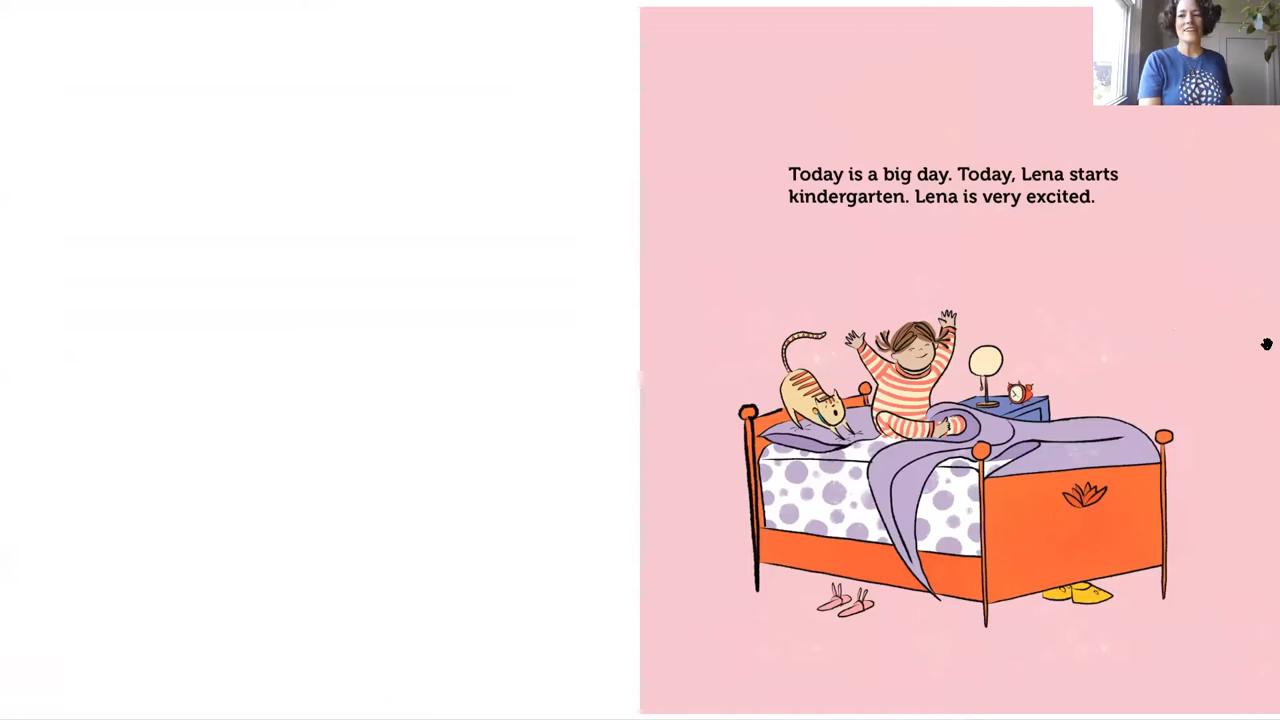 Today is a big day. Today, Lena starts
kindergarten. Lena is very excited.